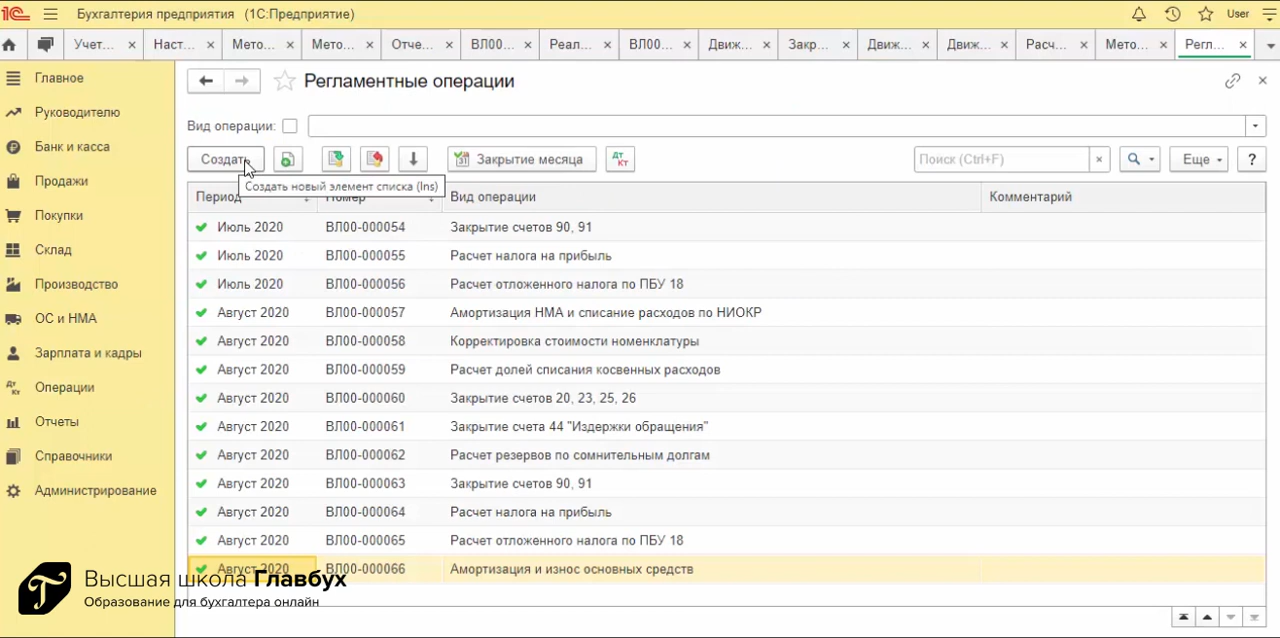 1С Бухгалтерия предприятия (1С:Предприятие) User
Учет... × Наст... × Мето... × Мето... × Отче... × ВЛ00... × Реал... × ВЛ00... × Движ... × Закр... × Движ... × Движ... × Расч... × Мето... × Регл... ×
Главное
Руководителю
Банк и касса
Продажи
Покупки
Склад
Производство
ОС и НМА
Зарплата и кадры
Операции
Отчеты
Справочники
Администрирование
Регламентные операции
Вид операции:
Создать Закрытие месяца Дт Кт Поиск (Ctrl+F) × Еще ?
Создать новый элемент списка (Ins)
Период Номер Вид операции Комментарий
Июль 2020 ВЛ00-000054 Закрытие счетов 90, 91
Июль 2020 ВЛ00-000055 Расчет налога на прибыль
Июль 2020 ВЛ00-000056 Расчет отложенного налога по ПБУ 18
Август 2020 ВЛ00-000057 Амортизация НМА и списание расходов по НИОКР
Август 2020 ВЛ00-000058 Корректировка стоимости номенклатуры
Август 2020 ВЛ00-000059 Расчет долей списания косвенных расходов
Август 2020 ВЛ00-000060 Закрытие счетов 20, 23, 25, 26
Август 2020 ВЛ00-000061 Закрытие счета 44 "Издержки обращения"
Август 2020 ВЛ00-000062 Расчет резервов по сомнительным долгам
Август 2020 ВЛ00-000063 Закрытие счетов 90, 91
Август 2020 ВЛ00-000064 Расчет налога на прибыль
Август 2020 ВЛ00-000065 Расчет отложенного налога по ПБУ 18
Август 2020 ВЛ00-000066 Амортизация и износ основных средств
Высшая школа Главбух
Образование для бухгалтера онлайн